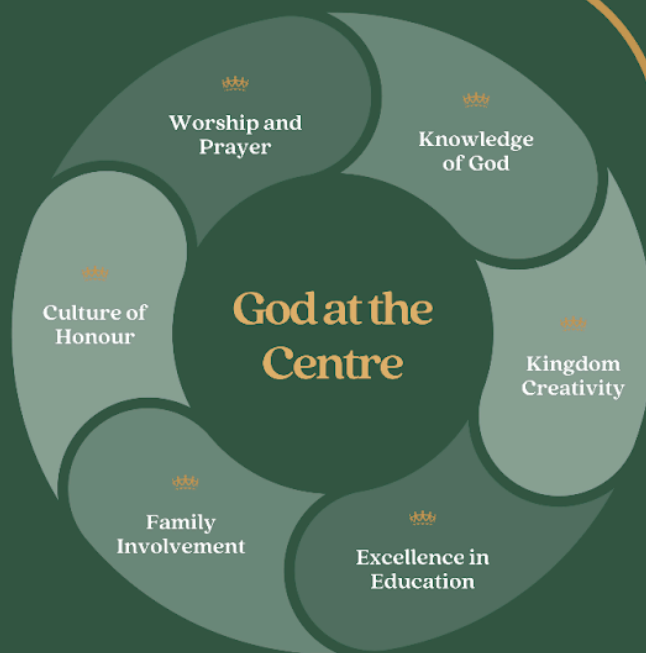 Worship and
Prayer
Knowledge
of God
Culture of
Honour
God at the
Centre
Kingdom
Creativity
Family
Involvement
Excellence in
Education